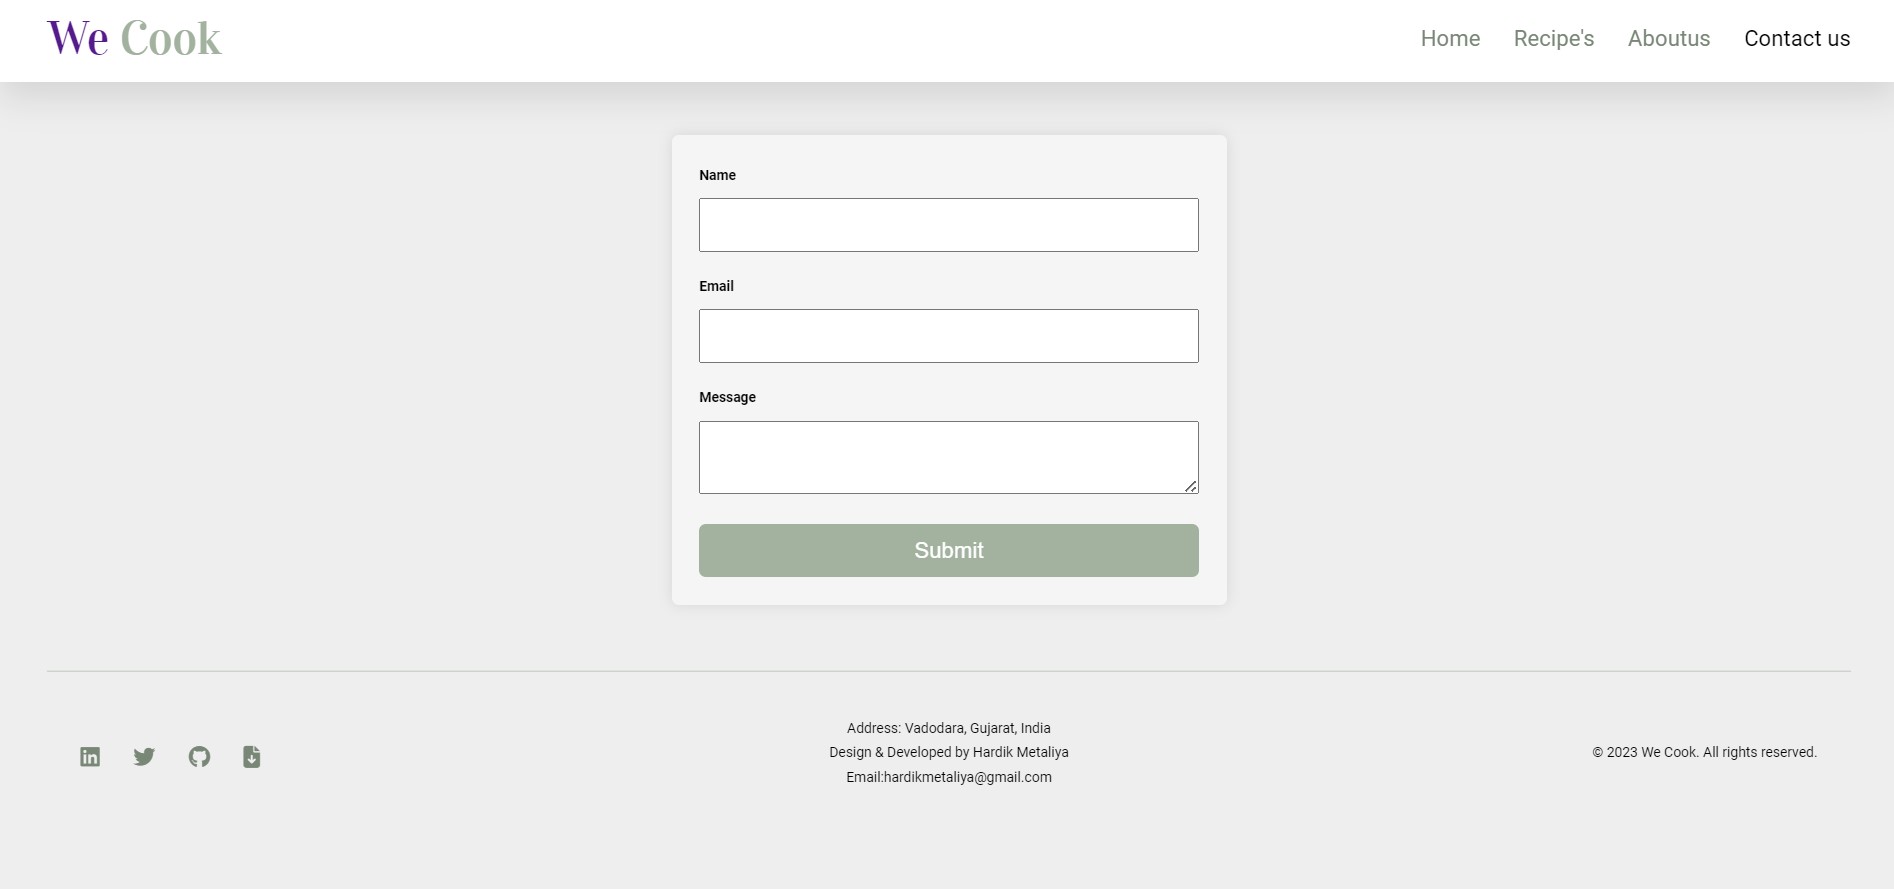 We Cook
Home Recipe's Aboutus Contact us
Name
Email
Message
Submit
Address: Vadodara, Gujarat, India
Design & Developed by Hardik Metaliya
Email:hardikmetaliya@gmail.com
© 2023 We Cook. All rights reserved.